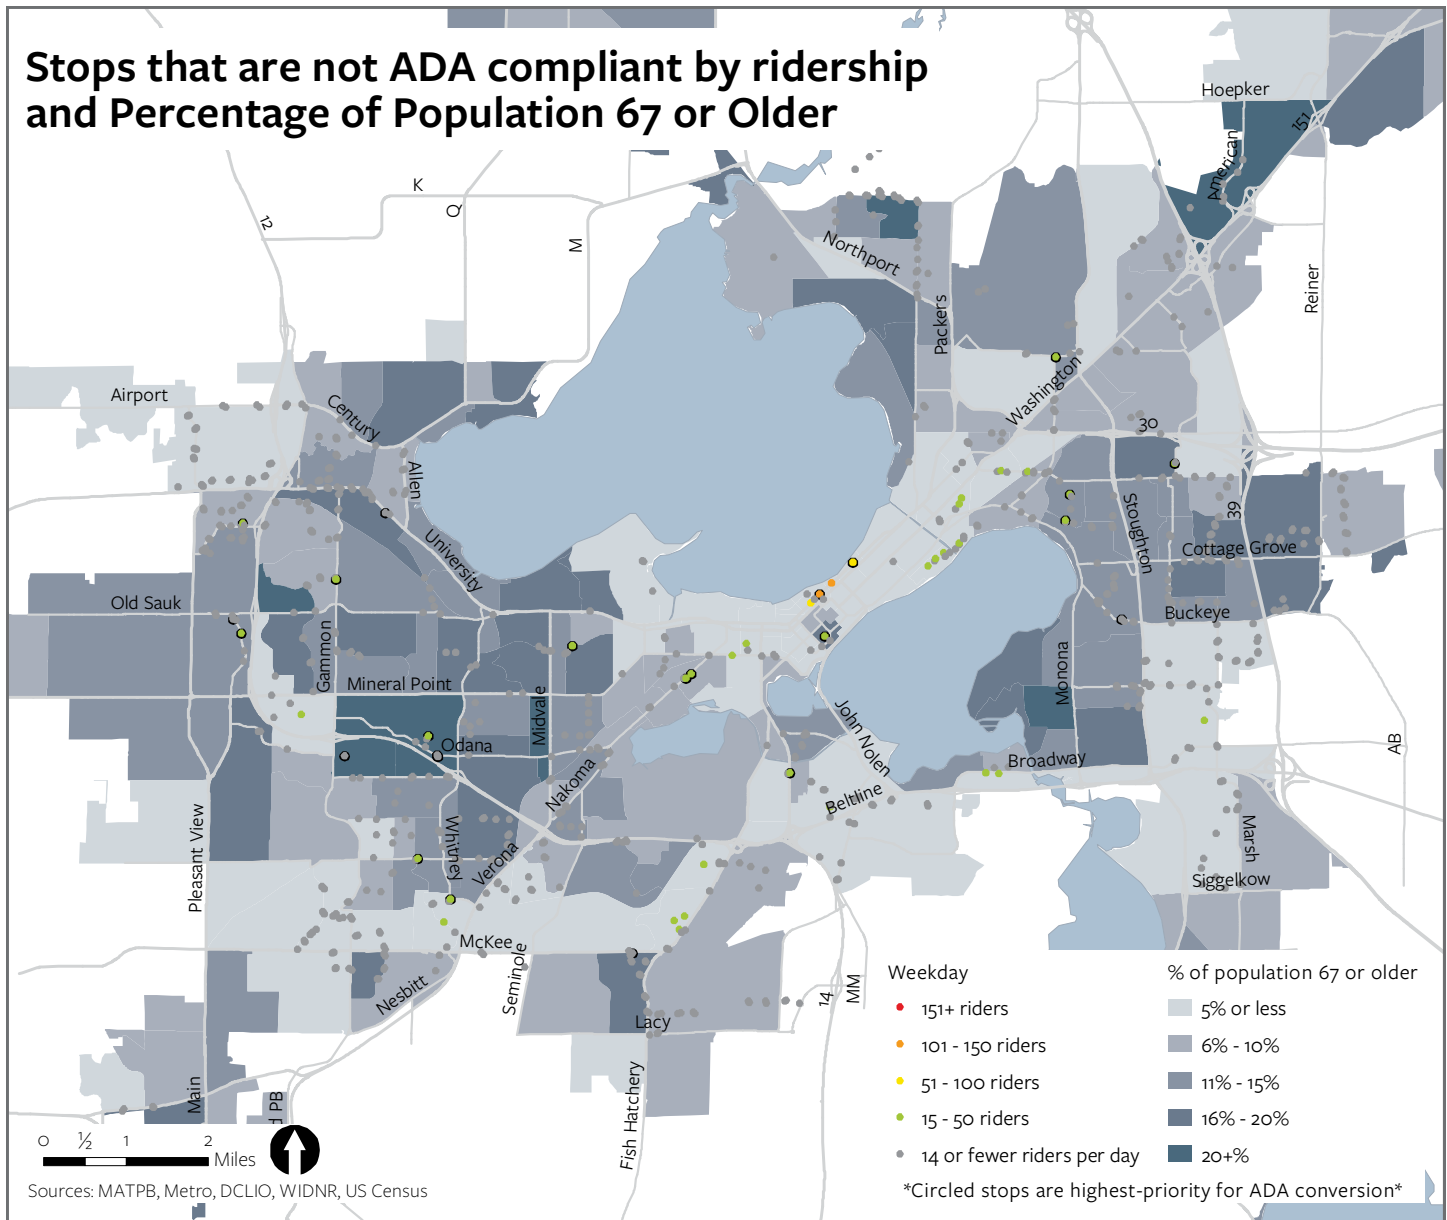 Stops that are not ADA compliant by ridership
and Percentage of Population 67 or Older
Hoepker
151
American
K
Q
12
M
Northport
Reiner
Packers
Airport
Century
Washington
30
Allen
Stoughton
39
C
University
Cottage Grove
Old Sauk
Buckeye
Gammon
Monona
Mineral Point
Midvale
John Nolen
Odana
AB
Broadway
Nakoma
Beltline
Pleasant View
Whitney
Marsh
Verona
Siggelkow
McKee
Seminole
Nesbitt
14
MM
Lacy
Main
PB
Fish Hatchery
Weekday
151+ riders
101 - 150 riders
51 - 100 riders
15 - 50 riders
14 or fewer riders per day
% of population 67 or older
5% or less
6% - 10%
11% - 15%
16% - 20%
20+%
*Circled stops are highest-priority for ADA conversion*
0 ½ 1 2
Miles
Sources: MATPB, Metro, DCLIO, WIDNR, US Census